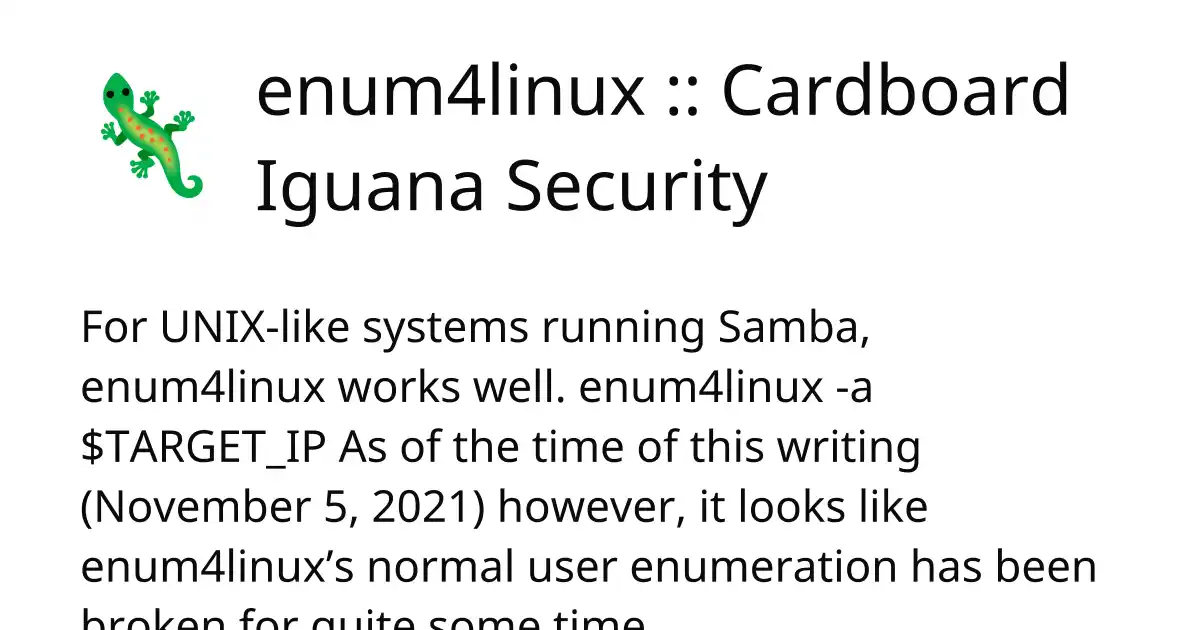 enum4linux :: Cardboard
Iguana Security
For UNIX-like systems running Samba,
enum4linux works well. enum4linux -a
$TARGET_IP As of the time of this writing
(November 5, 2021) however, it looks like
enum4linux’s normal user enumeration has been
broken for quite some time